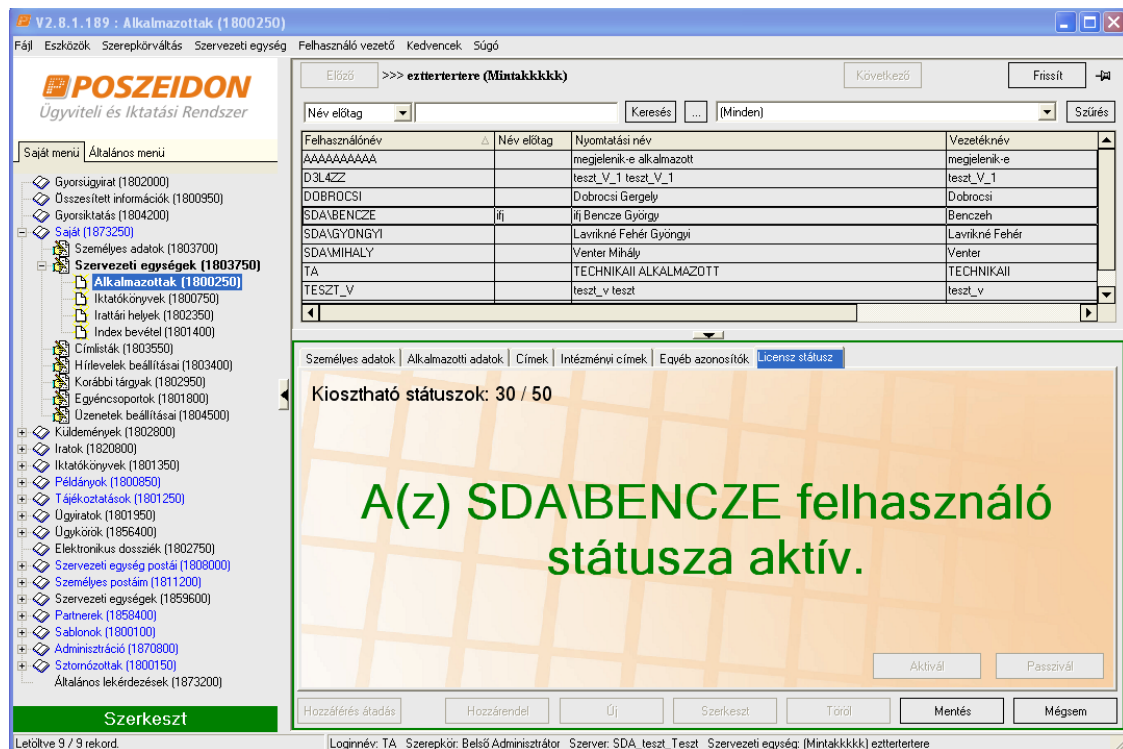 V2.8.1.189 : Alkalmazottak (1800250)
Fájl Eszközök Szerepkörváltás Szervezeti egység Felhasználó vezető Kedvencek Súgó
POSZEIDON
Ügyviteli és Iktatási Rendszer
Saját menü Általános menü
Gyorsügyirat (1802000)
Összesített információk (1800950)
Gyorsiktatás (1804200)
Saját (1873250)
Személyes adatok (1803700)
Szervezeti egységek (1803750)
Alkalmazottak (1800250)
Iktatókönyvek (1800750)
Irattári helyek (1802350)
Index bevétel (1801400)
Címlisták (1803550)
Hírlevelek beállításai (1803400)
Korábbi tárgyak (1802950)
Egyéncsoportok (1801800)
Üzenetek beállításai (1804500)
Küldemények (1802800)
Iratok (1820800)
Iktatókönyvek (1801350)
Példányok (1800850)
Tájékoztatások (1801250)
Ügyiratok (1801950)
Ügykörök (1856400)
Elektronikus dossziék (1802750)
Szervezeti egység postái (1808000)
Személyes postáim (1811200)
Szervezeti egységek (1859600)
Partnerek (1858400)
Sablonok (1800100)
Adminisztráció (1870800)
Sztornózottak (1800150)
Általános lekérdezések (1873200)
Szerkeszt
Előző >>> ezttertertere (Mintakkkkk) Következő Frissít
Név előtag Keresés ... (Minden) Szűrés
Felhasználónév Név előtag Nyomtatási név Vezetéknév
AAAAAAAAAA megjelenik-e alkalmazott megjelenik-e
D3L4ZZ teszt_V_1 teszt_V_1 teszt_V_1
DOBROCSI Dobrocsi Gergely Dobrocsi
SDA\BENCZE ifj ifj Bencze György Benczeh
SDA\GYONGYI Lavrikné Fehér Gyöngyi Lavrikné Fehér
SDA\MIHALY Venter Mihály Venter
TA TECHNIKAII ALKALMAZOTT TECHNIKAII
TESZT_V teszt_v teszt teszt_v
Személyes adatok Alkalmazotti adatok Címek Intézményi címek Egyéb azonosítók Licensz státusz
Kiosztható státuszok: 30 / 50
A(z) SDA\BENCZE felhasználó
státusza aktív.
Aktivál Passzivál
Hozzáférés átadás Hozzárendel Új Szerkeszt Töröl Mentés Mégsem
Letöltve 9 / 9 rekord. Loginnév: TA Szerepkör: Belső Adminisztrátor Szerver: SDA_teszt_Teszt Szervezeti egység: (Mintakkkkk) ezttertertere